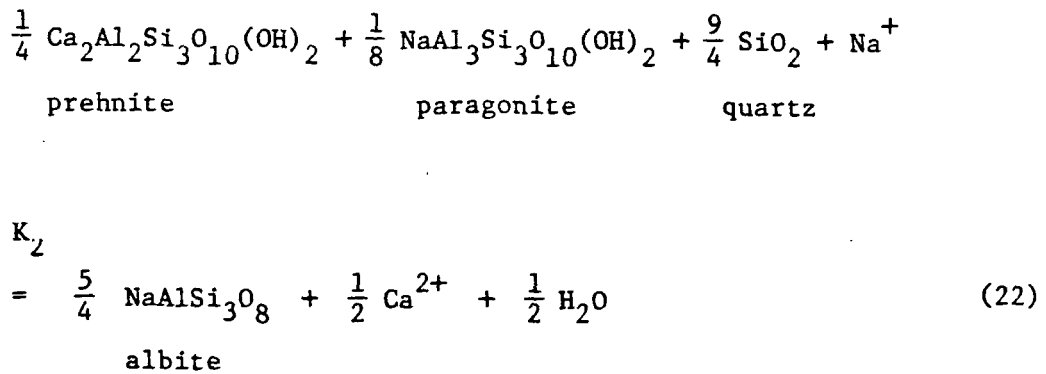 1/4 Ca₂Al₂Si₃O₁₀(OH)₂ + 1/8 NaAl₃Si₃O₁₀(OH)₂ + 9/4 SiO₂ + Na⁺
prehnite paragonite quartz
K₂
= 5/4 NaAlSi₃O₈ + 1/2 Ca²⁺ + 1/2 H₂O (22)
albite